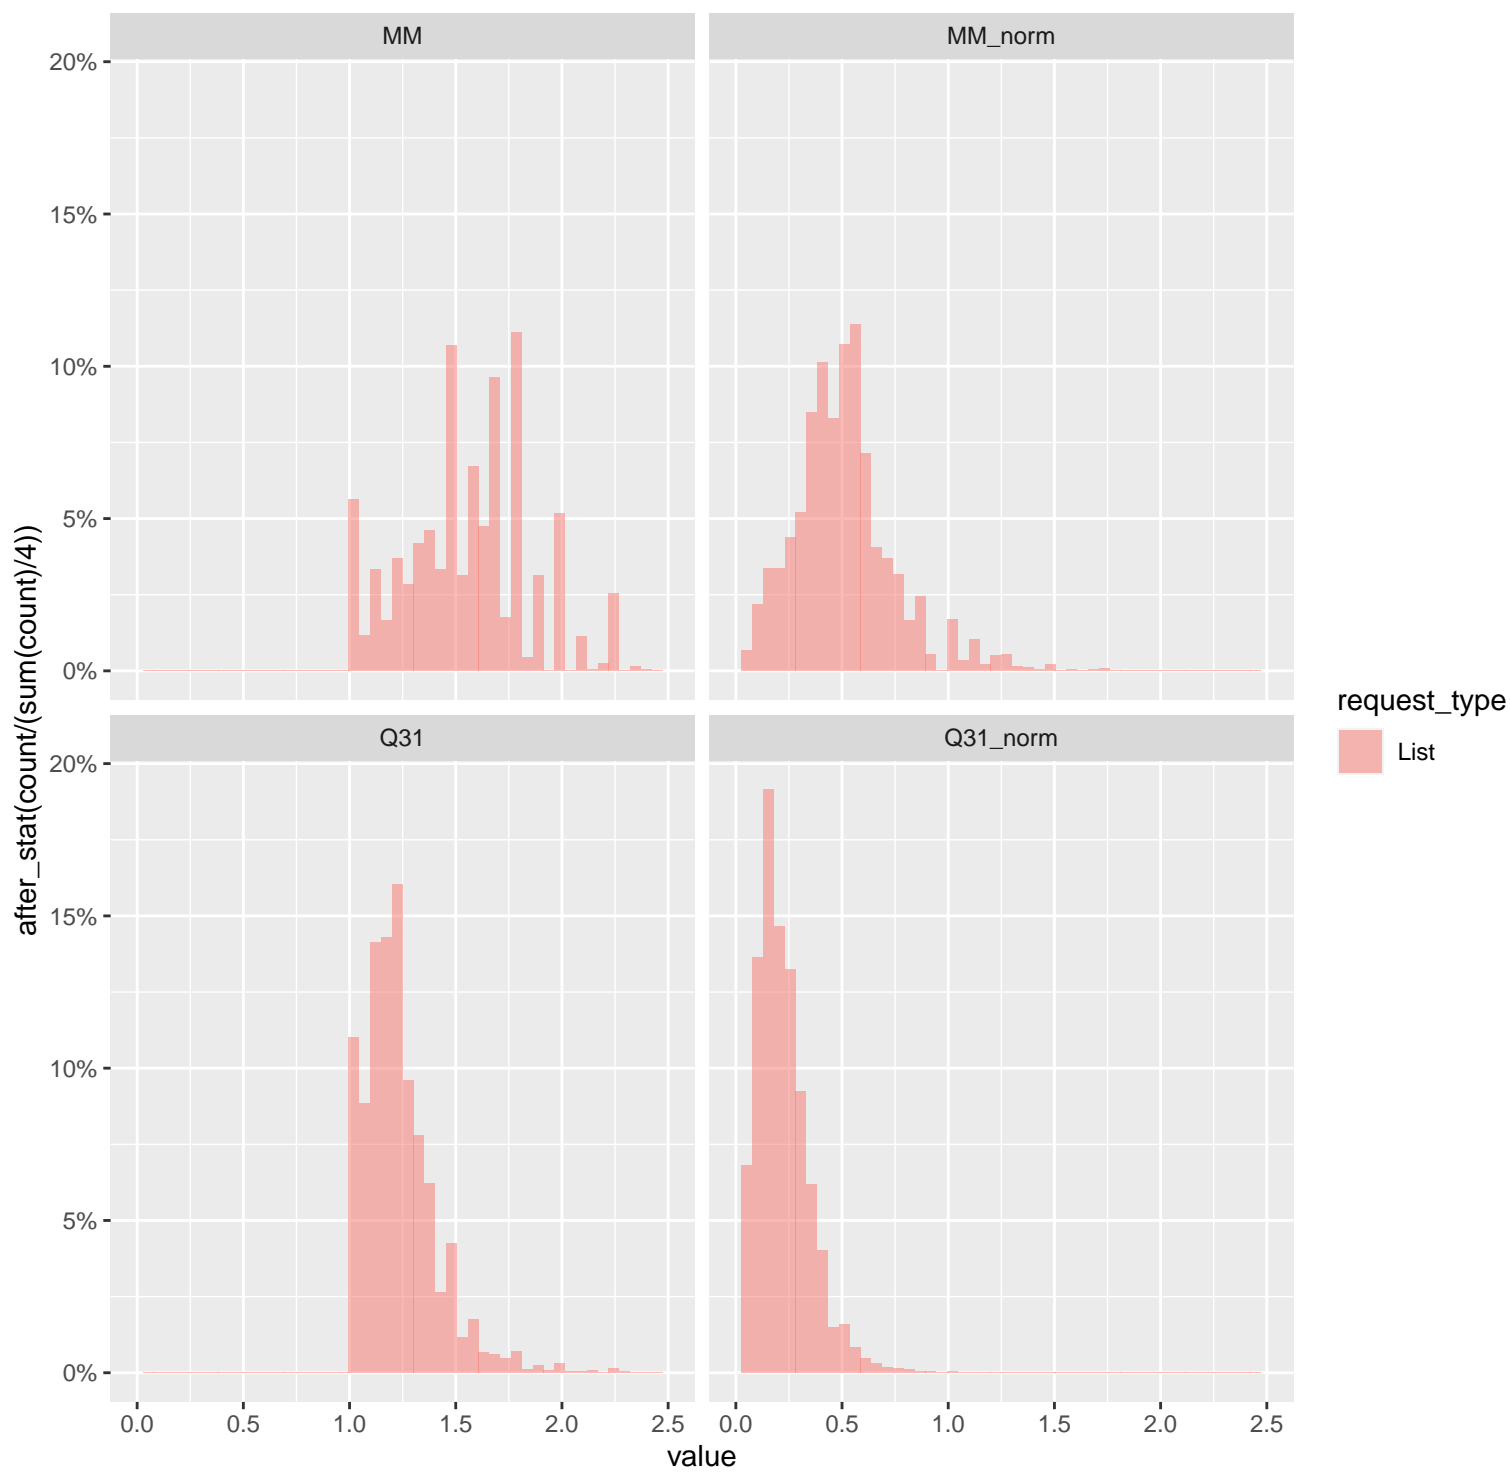 MM
MM_norm
20%
15%
10%
5%
0%
Q31
Q31_norm
20%
15%
10%
5%
0%
0.0 0.5 1.0 1.5 2.0 2.5
0.0 0.5 1.0 1.5 2.0 2.5
value
after_stat(count/(sum(count)/4))
request_type
List